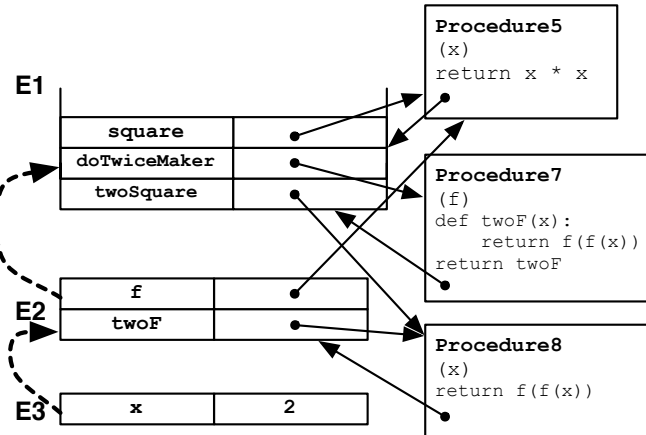 E1
square
doTwiceMaker
twoSquare
E2
f
twoF
E3
x 2
Procedure5
(x)
return x * x
Procedure7
(f)
def twoF(x):
    return f(f(x))
return twoF
Procedure8
(x)
return f(f(x))